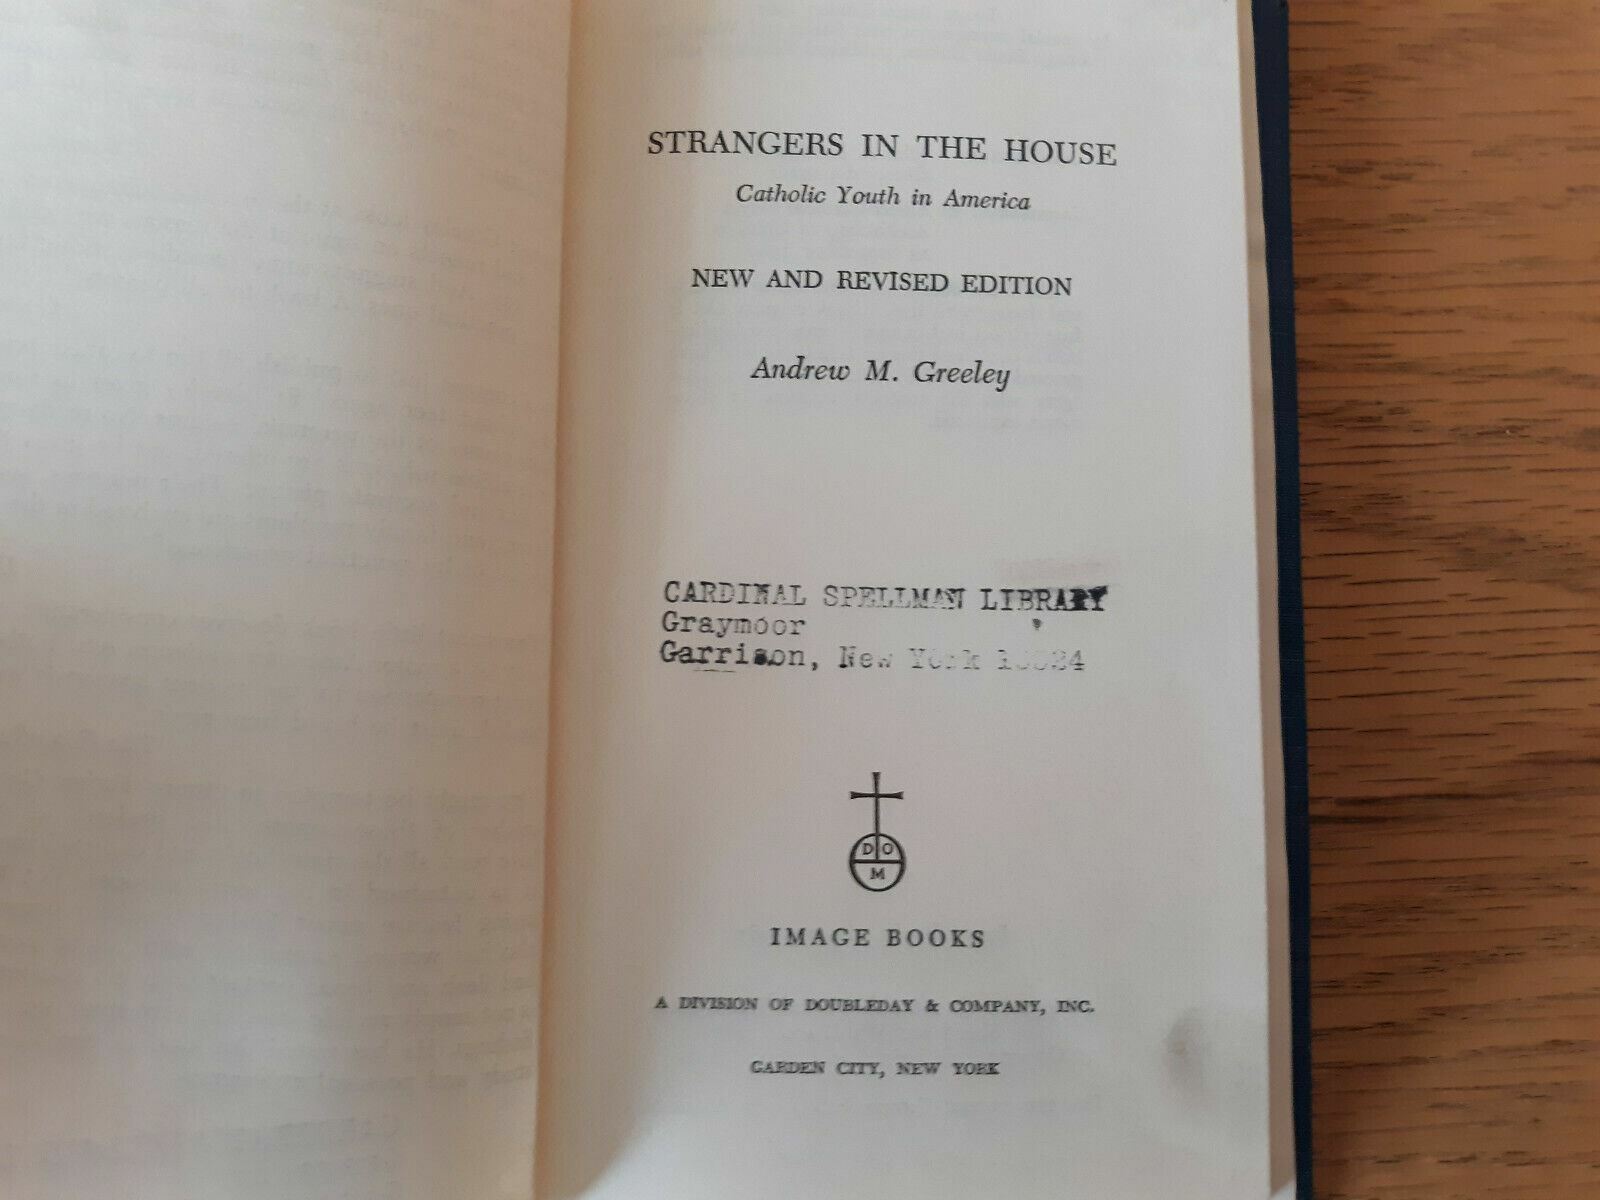 STRANGERS IN THE HOUSE
Catholic Youth in America
NEW AND REVISED EDITION
Andrew M. Greeley
CARDINAL SPELLMAN LIBRARY
Graymoor
Garrison, New York
D O
M
IMAGE BOOKS
A DIVISION OF DOUBLEDAY & COMPANY, INC.
GARDEN CITY, NEW YORK